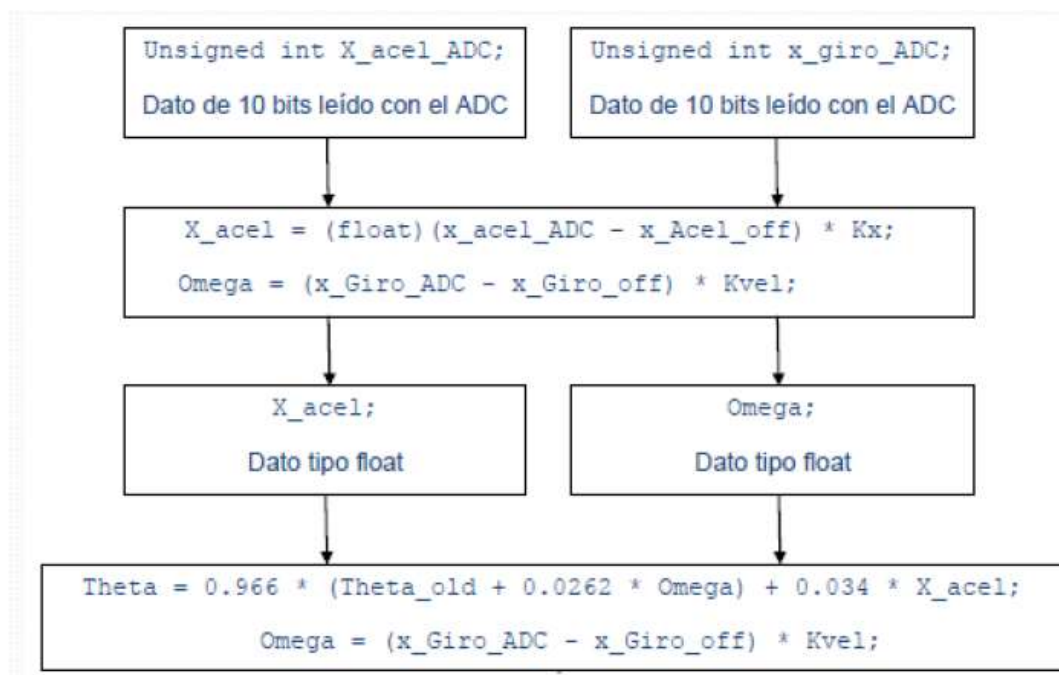 Unsigned int X_acel_ADC;
Dato de 10 bits leído con el ADC
Unsigned int x_giro_ADC;
Dato de 10 bits leído con el ADC
X_acel = (float)(x_acel_ADC - x_Acel_off) * Kx;
Omega = (x_Giro_ADC - x_Giro_off) * Kvel;
X_acel;
Dato tipo float
Omega;
Dato tipo float
Theta = 0.966 * (Theta_old + 0.0262 * Omega) + 0.034 * X_acel;
Omega = (x_Giro_ADC - x_Giro_off) * Kvel;